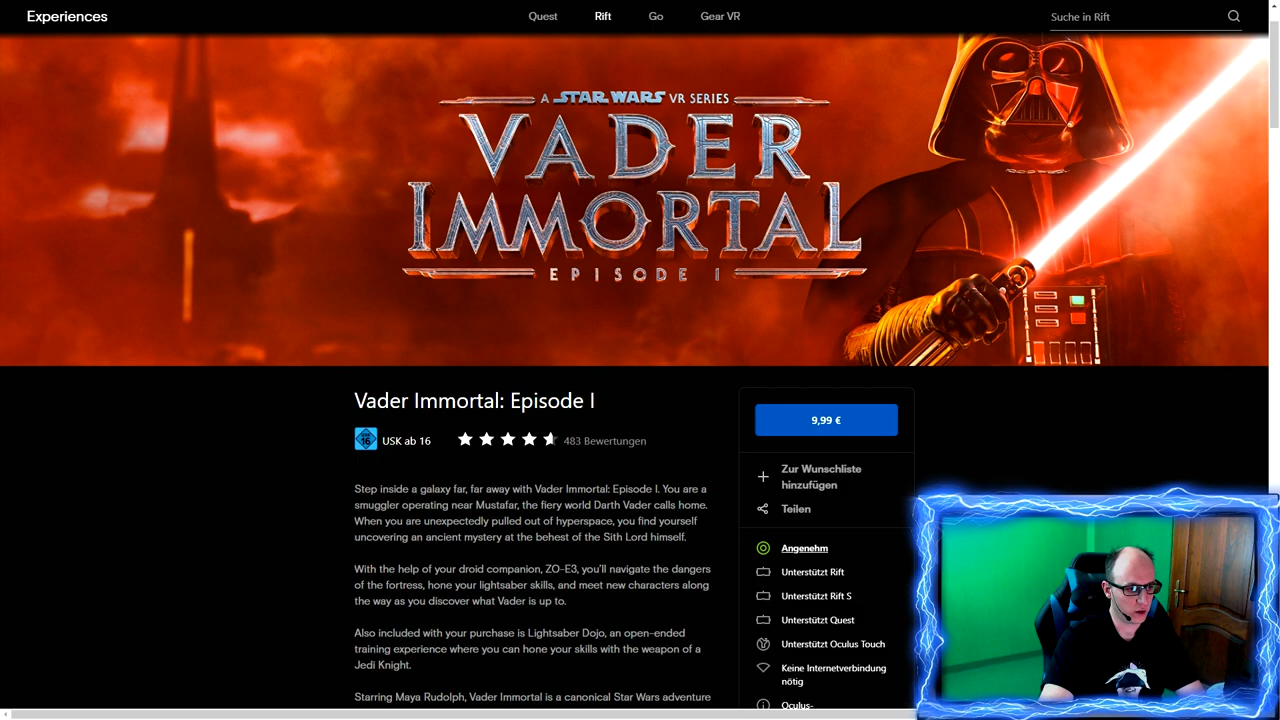 Experiences
Quest
Rift
Go
Gear VR
Suche in Rift
A STAR WARS VR SERIES
VADER
IMMORTAL
EPISODE I
Vader Immortal: Episode I
9,99 €
16
USK ab 16
483 Bewertungen
Zur Wunschliste
hinzufügen
Teilen
Step inside a galaxy far, far away with Vader Immortal: Episode I. You are a
smuggler operating near Mustafar, the fiery world Darth Vader calls home.
When you are unexpectedly pulled out of hyperspace, you find yourself
uncovering an ancient mystery at the behest of the Sith Lord himself.
With the help of your droid companion, ZO-E3, you'll navigate the dangers
of the fortress, hone your lightsaber skills, and meet new characters along
the way as you discover what Vader is up to.
Also included with your purchase is Lightsaber Dojo, an open-ended
training experience where you can hone your skills with the weapon of a
Jedi Knight.
Starring Maya Rudolph, Vader Immortal is a canonical Star Wars adventure
Angenehm
Unterstützt Rift
Unterstützt Rift S
Unterstützt Quest
Unterstützt Oculus Touch
Keine Internetverbindung
nötig
Oculus-